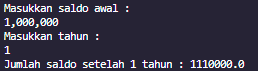 Masukkan saldo awal :
1,000,000
Masukkan tahun :
1
Jumlah saldo setelah 1 tahun : 1110000.0